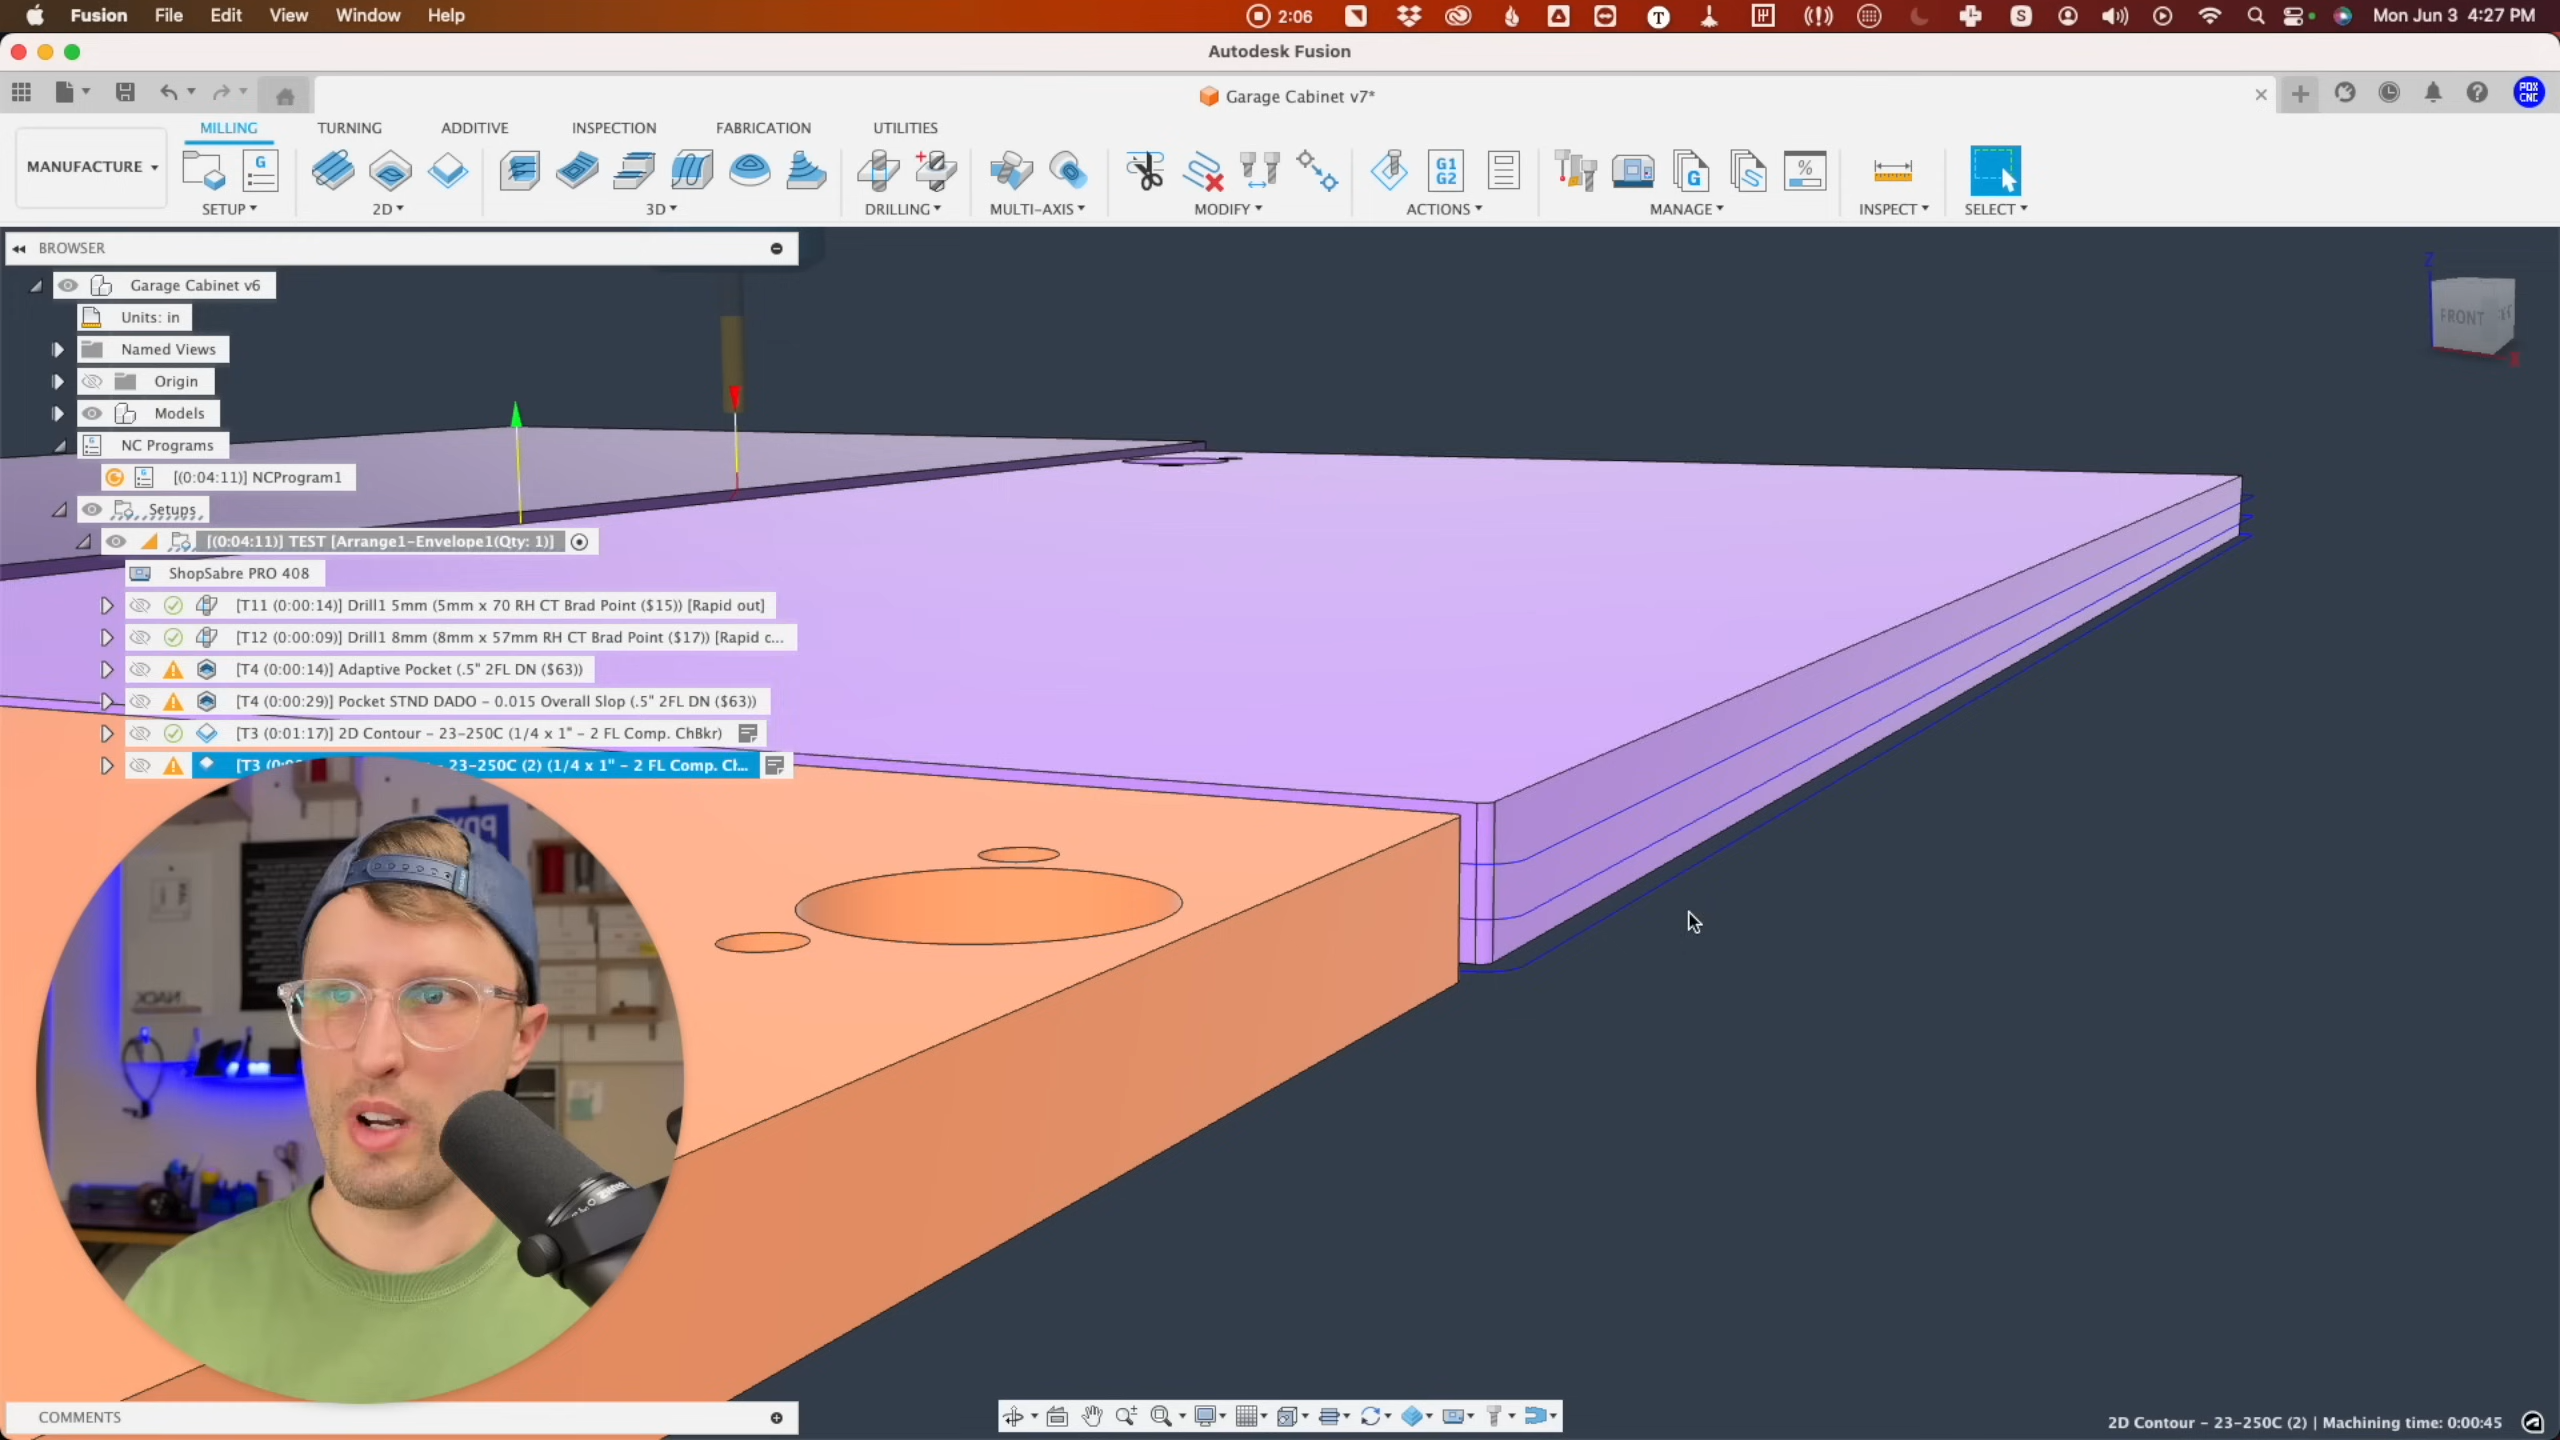 Fusion File Edit View Window Help 2:06 T S Mon Jun 3 4:27 PM
Autodesk Fusion
Garage Cabinet v7*
PDX CNC
MILLING TURNING ADDITIVE INSPECTION FABRICATION UTILITIES
MANUFACTURE
G
G1
G2
G
%
SETUP 2D 3D DRILLING MULTI-AXIS MODIFY ACTIONS MANAGE INSPECT SELECT
BROWSER
Garage Cabinet v6
Units: in
Named Views
Origin
Models
NC Programs
[(0:04:11)] NCProgram1
Setups
[(0:04:11)] TEST [Arrange1-Envelope1(Qty: 1)]
ShopSabre PRO 408
[T11 (0:00:14)] Drill1 5mm (5mm x 70 RH CT Brad Point ($15)) [Rapid out]
[T12 (0:00:09)] Drill1 8mm (8mm x 57mm RH CT Brad Point ($17)) [Rapid c...
[T4 (0:00:14)] Adaptive Pocket (.5" 2FL DN ($63))
[T4 (0:00:29)] Pocket STND DADO - 0.015 Overall Slop (.5" 2FL DN ($63))
[T3 (0:01:17)] 2D Contour - 23-250C (1/4 x 1" - 2 FL Comp. ChBkr)
[T3 (0: 23-250C (2) (1/4 x 1" - 2 FL Comp. Cl...
Z
FRONT
X
COMMENTS
2D Contour - 23-250C (2) | Machining time: 0:00:45